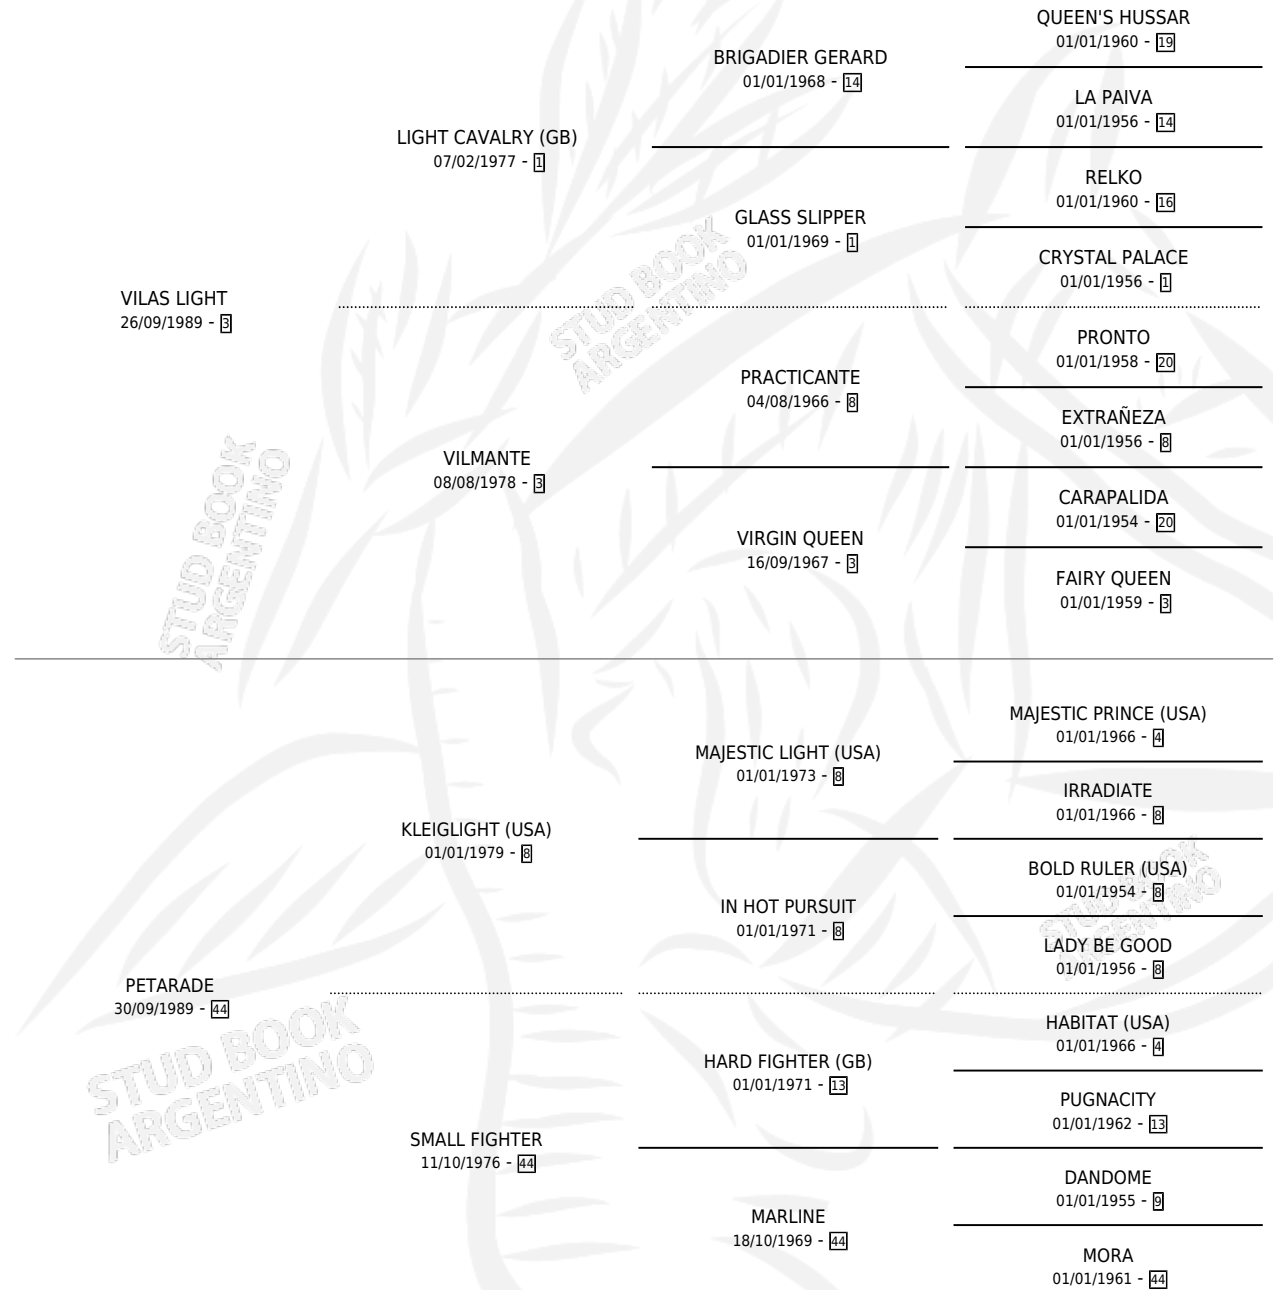 QUEEN'S HUSSAR
01/01/1960 - 19
BRIGADIER GERARD
01/01/1968 - 14
LA PAIVA
01/01/1956 - 14
LIGHT CAVALRY (GB)
07/02/1977 - 1
RELKO
01/01/1960 - 16
GLASS SLIPPER
01/01/1969 - 1
CRYSTAL PALACE
01/01/1956 - 1
VILAS LIGHT
26/09/1989 - 3
STUD BOOK
ARGENTINO
PRONTO
01/01/1958 - 20
PRACTICANTE
04/08/1966 - 8
EXTRAÑEZA
01/01/1956 - 8
VILMANTE
08/08/1978 - 3
CARAPALIDA
01/01/1954 - 20
VIRGIN QUEEN
16/09/1967 - 3
FAIRY QUEEN
01/01/1959 - 3
STUD BOOK
ARGENTINO
MAJESTIC PRINCE (USA)
01/01/1966 - 4
MAJESTIC LIGHT (USA)
01/01/1973 - 8
IRRADIATE
01/01/1966 - 8
KLEIGLIGHT (USA)
01/01/1979 - 8
BOLD RULER (USA)
01/01/1954 - 8
IN HOT PURSUIT
01/01/1971 - 8
STUD BOOK
ARGENTINO
LADY BE GOOD
01/01/1956 - 8
PETARADE
30/09/1989 - 44
STUD BOOK
ARGENTINO
HABITAT (USA)
01/01/1966 - 4
HARD FIGHTER (GB)
01/01/1971 - 13
PUGNACITY
01/01/1962 - 13
SMALL FIGHTER
11/10/1976 - 44
DANDOME
01/01/1955 - 9
MARLINE
18/10/1969 - 44
MORA
01/01/1961 - 44